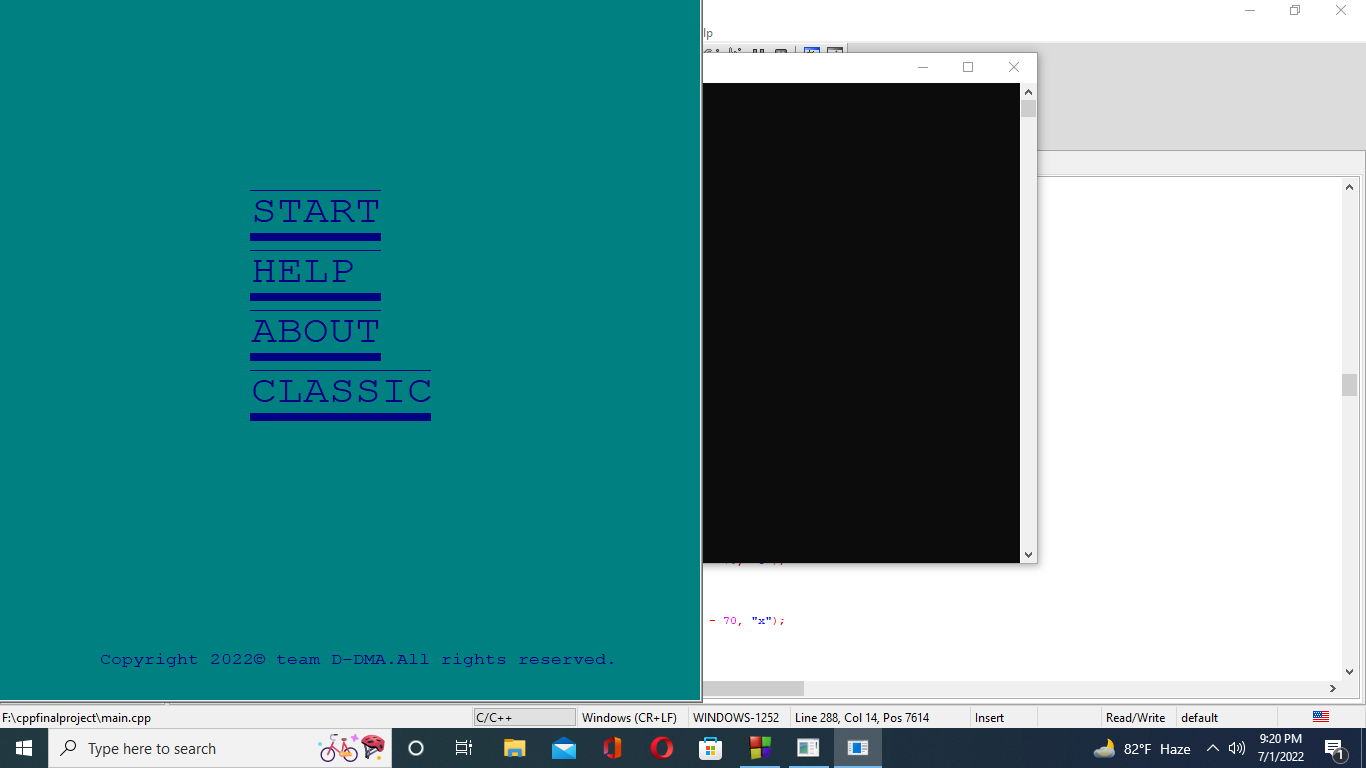 lp
START
HELP
ABOUT
CLASSIC
- 70, "x");
Copyright 2022© team D-DMA.All rights reserved.
F:\cppfinalproject\main.cpp C/C++ Windows (CR+LF) WINDOWS-1252 Line 288, Col 14, Pos 7614 Insert Read/Write default
Type here to search 82°F Haze 9:20 PM
7/1/2022 1